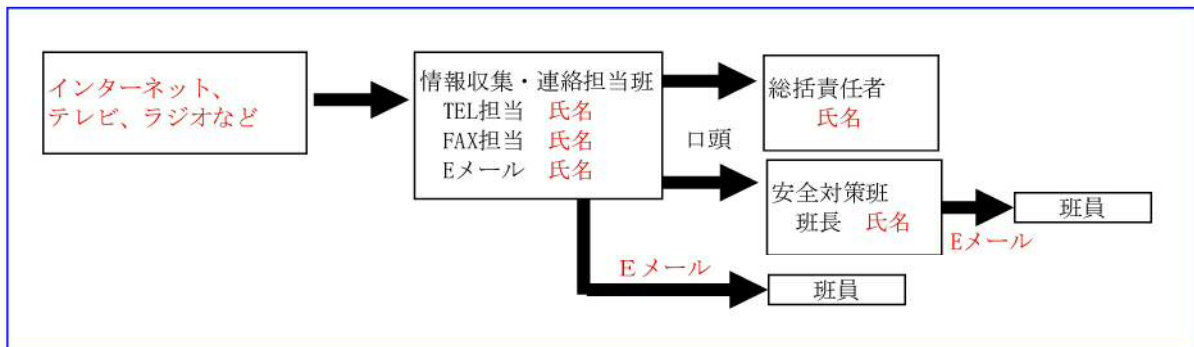 インターネット、
テレビ、ラジオなど
情報収集・連絡担当班
TEL担当　氏名
FAX担当　氏名
Eメール　氏名
総括責任者
氏名
口頭
安全対策班
班長　氏名
Eメール
班員
Ｅメール
班員